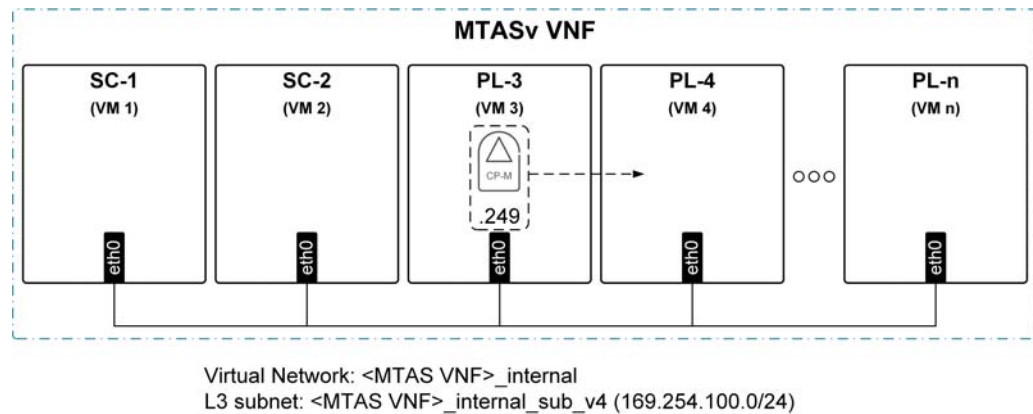 MTASv VNF
SC-1 SC-2 PL-3 PL-4 PL-n
(VM 1) (VM 2) (VM 3) (VM 4) (VM n)
CP-M
.249
eth0 eth0 eth0 eth0 eth0
Virtual Network: <MTAS VNF>_internal
L3 subnet: <MTAS VNF>_internal_sub_v4 (169.254.100.0/24)